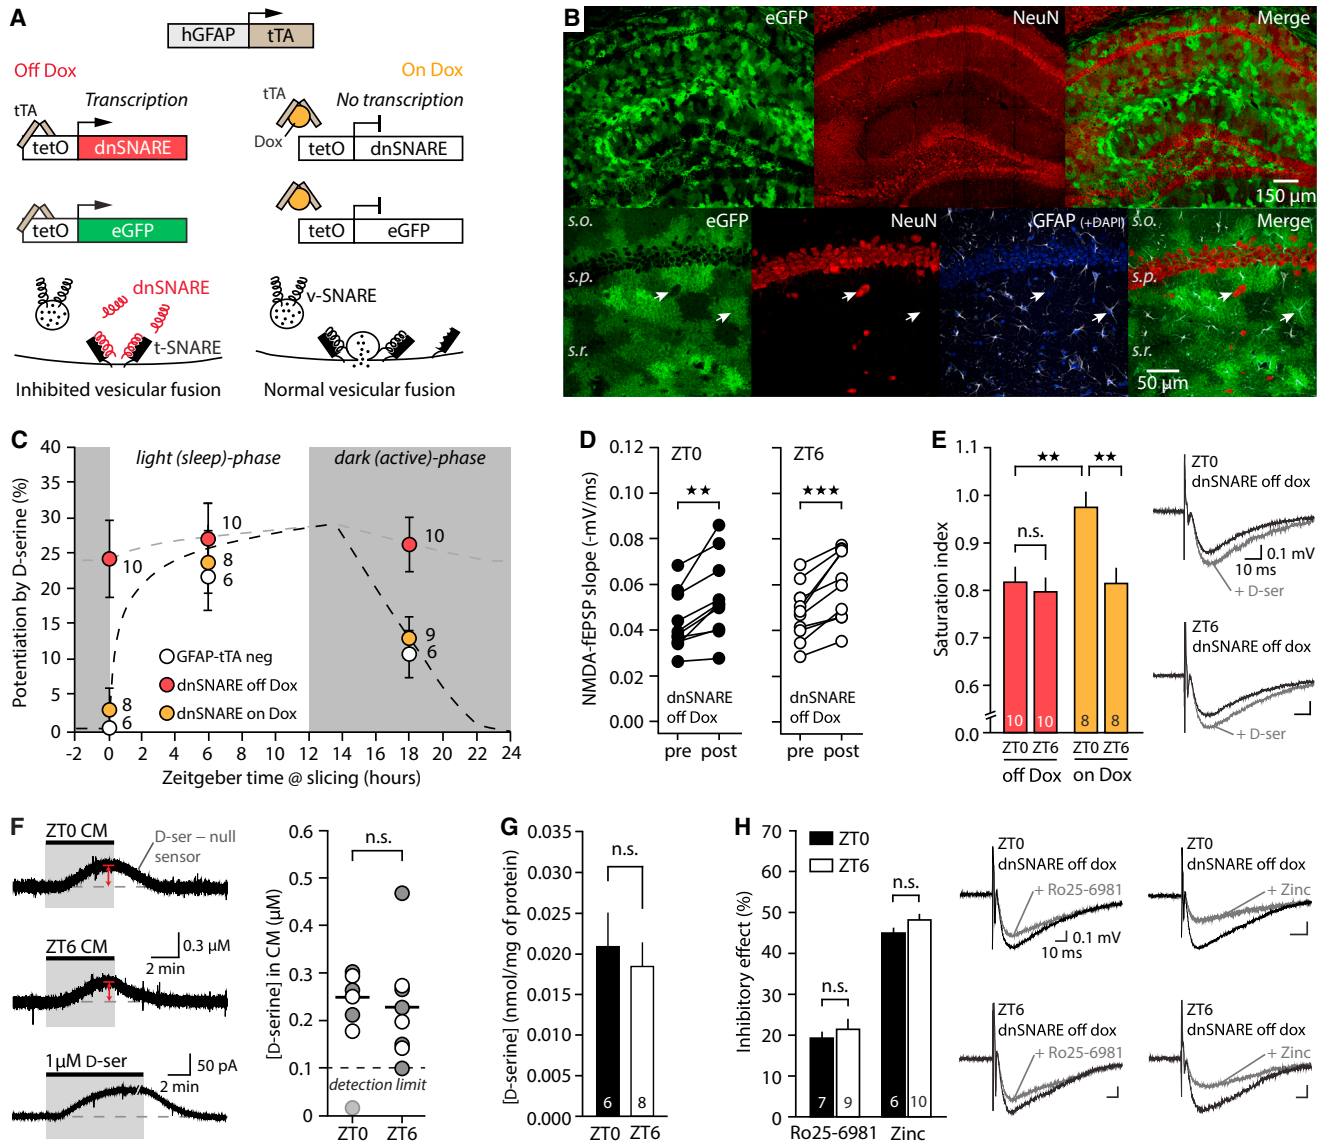 A
hGFAP
tTA
Off Dox
On Dox
tTA
Transcription
tetO
dnSNARE
tTA
No transcription
Dox
tetO
dnSNARE
tetO
eGFP
tetO
eGFP
dnSNARE
t-SNARE
v-SNARE
Inhibited vesicular fusion
Normal vesicular fusion
B
eGFP
NeuN
Merge
150 µm
s.o.
eGFP
NeuN
GFAP (+DAPI)
s.o.
Merge
s.p.
s.p.
s.r.
s.r.
50 µm
C
Potentiation by D-serine (%)
40
35
30
25
20
15
10
5
0
light (sleep)-phase
dark (active)-phase
10
10
8
6
10
9
6
8
6
GFAP-tTA neg
dnSNARE off Dox
dnSNARE on Dox
-2 0 2 4 6 8 10 12 14 16 18 20 22 24
Zeitgeber time @ slicing (hours)
D
NMDA-fEPSP slope (-mV/ms)
0.12
0.10
0.08
0.06
0.04
0.02
0.00
ZT0
★★
dnSNARE
off Dox
pre post
ZT6
★★★
dnSNARE
off Dox
pre post
E
Saturation index
1.1
1.0
0.9
0.8
0.7
0.6
0.0
★★
★★
n.s.
10
10
8
8
ZT0 ZT6 ZT0 ZT6
off Dox
on Dox
ZT0
dnSNARE off dox
0.1 mV
10 ms
+ D-ser
ZT6
dnSNARE off dox
+ D-ser
F
ZT0 CM
D-ser – null
sensor
ZT6 CM
0.3 µM
2 min
1µM D-ser
50 pA
2 min
[D-serine] in CM (µM)
0.6
0.5
0.4
0.3
0.2
0.1
0
n.s.
detection limit
ZT0 ZT6
G
[D-serine] (nmol/mg of protein)
0.035
0.030
0.025
0.020
0.015
0.010
0.005
0.000
n.s.
6
8
ZT0 ZT6
H
Inhibitory effect (%)
70
60
50
40
30
20
10
0
ZT0
ZT6
n.s.
n.s.
7
9
6
10
Ro25-6981
Zinc
ZT0
dnSNARE off dox
+ Ro25-6981
0.1 mV
10 ms
ZT0
dnSNARE off dox
+ Zinc
ZT6
dnSNARE off dox
+ Ro25-6981
ZT6
dnSNARE off dox
+ Zinc